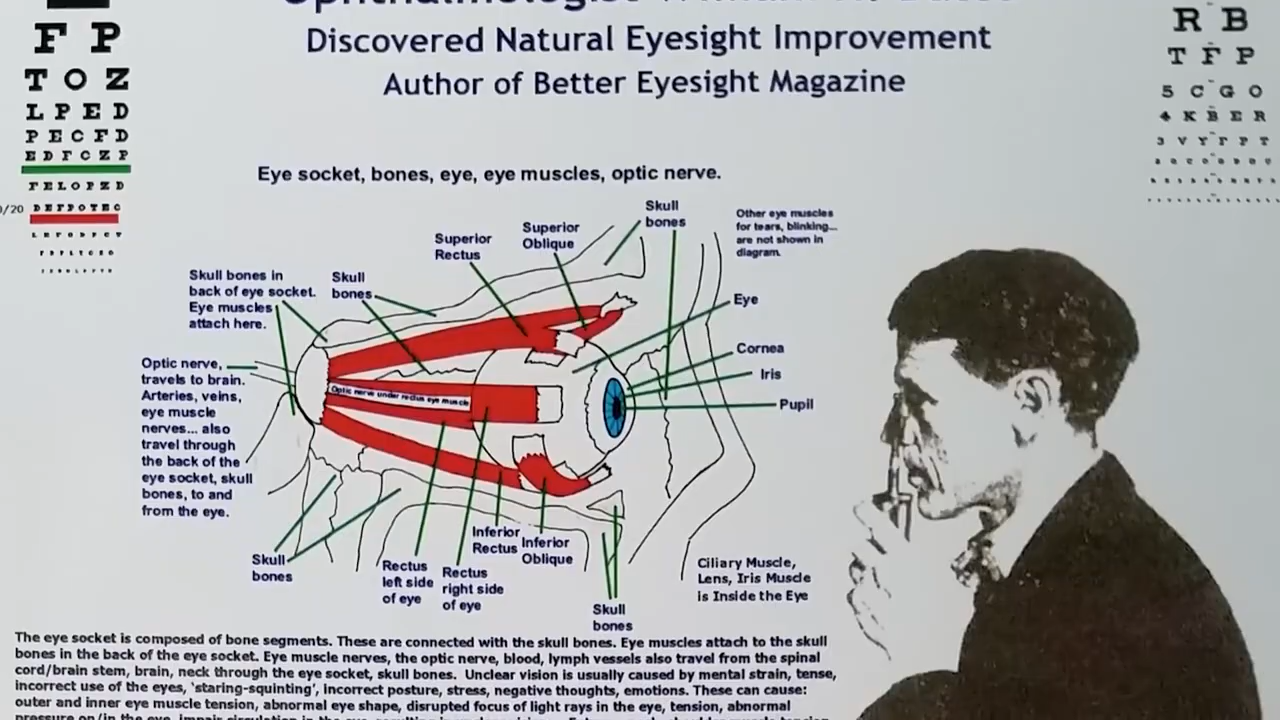 Discovered Natural Eyesight Improvement
Author of Better Eyesight Magazine
F P
T O Z
L P E D
P E C F D
E D F C Z P
F E L O P Z D
D E F P O T E C
R B
T F P
5 C G O
4 K B E R
3 V Y F P T
Eye socket, bones, eye, eye muscles, optic nerve.
Skull
bones
Other eye muscles
for tears, blinking...
are not shown in
diagram.
Superior
Oblique
Superior
Rectus
Skull bones in
back of eye socket.
Eye muscles
attach here.
Skull
bones
Eye
Cornea
Iris
Pupil
Optic nerve,
travels to brain.
Arteries, veins,
eye muscle
nerves... also
travel through
the back of the
eye socket, skull
bones, to and
from the eye.
Optic nerve under rectus eye muscle
Skull
bones
Rectus
left side
of eye
Rectus
right side
of eye
Inferior
Rectus
Inferior
Oblique
Skull
bones
Ciliary Muscle,
Lens, Iris Muscle
is Inside the Eye
The eye socket is composed of bone segments. These are connected with the skull bones. Eye muscles attach to the skull
bones in the back of the eye socket. Eye muscle nerves, the optic nerve, blood, lymph vessels also travel from the spinal
cord/brain stem, brain, neck through the eye socket, skull bones. Unclear vision is usually caused by mental strain, tense,
incorrect use of the eyes, 'staring-squinting', incorrect posture, stress, negative thoughts, emotions. These can cause:
outer and inner eye muscle tension, abnormal eye shape, disrupted focus of light rays in the eye, tension, abnormal